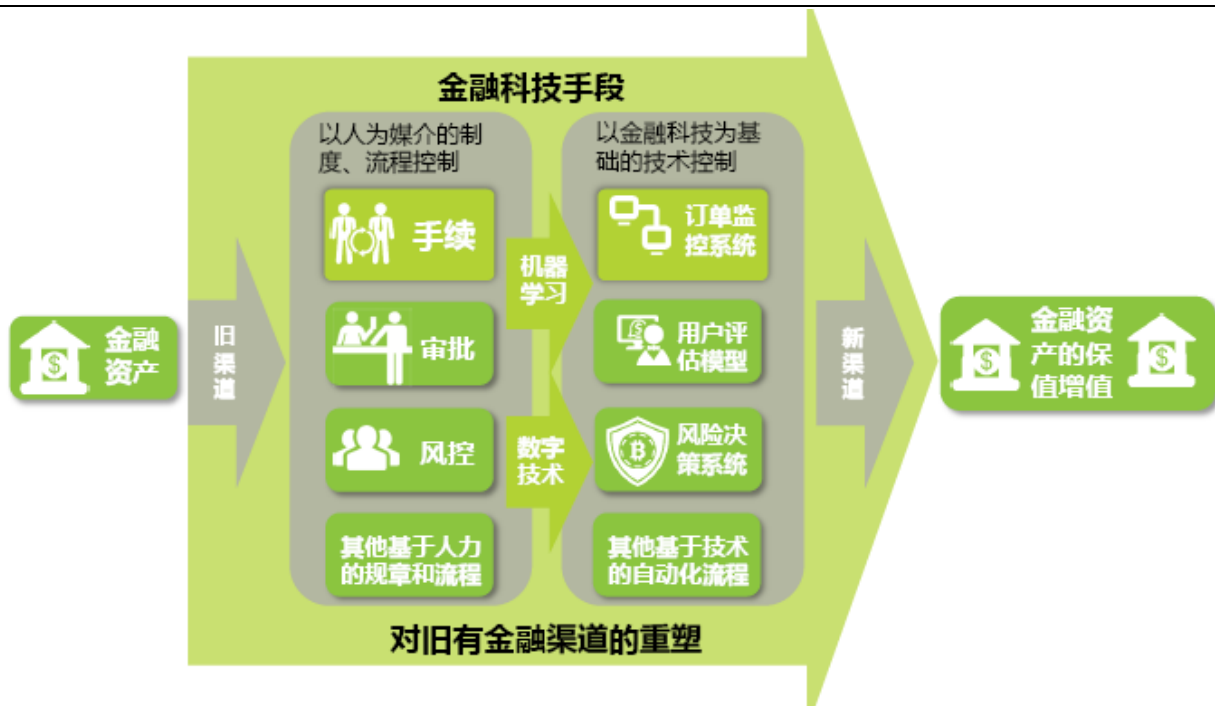 金融科技手段
以人为媒介的制
度、流程控制
以金融科技为基
础的技术控制
手续
订单监
控系统
机器
学习
金融
资产
旧
渠
道
审批
用户评
估模型
新
渠
道
金融资
产的保
值增值
风控
数字
技术
风险决
策系统
其他基于人力
的规章和流程
其他基于技术
的自动化流程
对旧有金融渠道的重塑